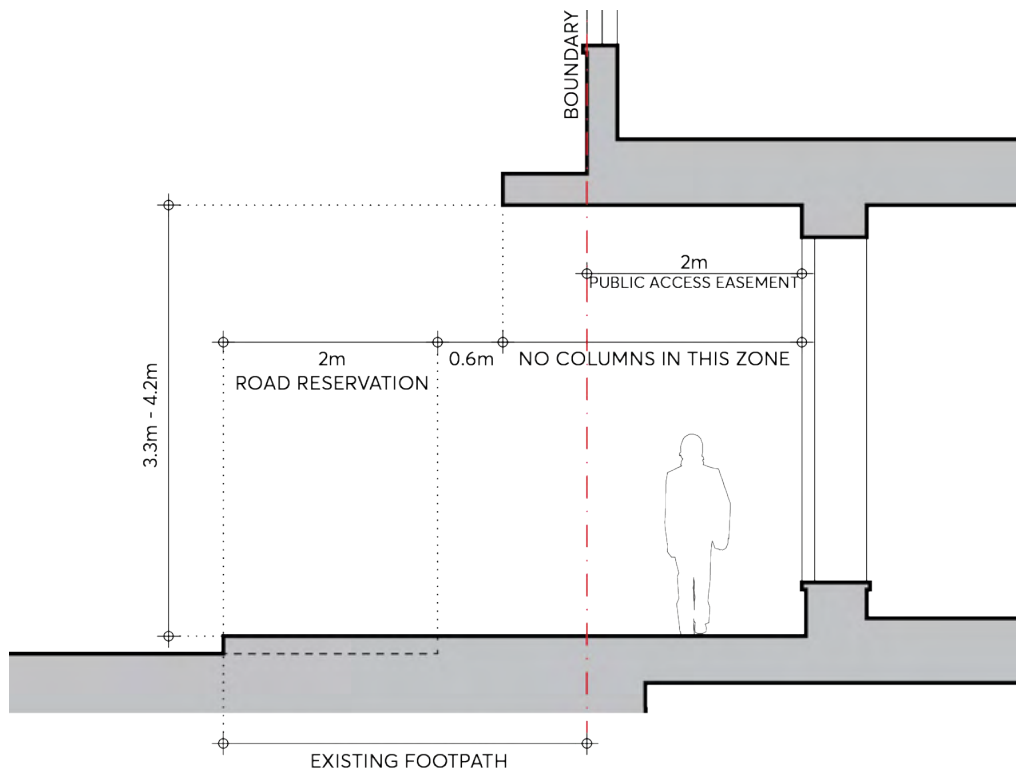 BOUNDARY
2m
PUBLIC ACCESS EASEMENT
2m
ROAD RESERVATION
0.6m
NO COLUMNS IN THIS ZONE
3.3m - 4.2m
EXISTING FOOTPATH